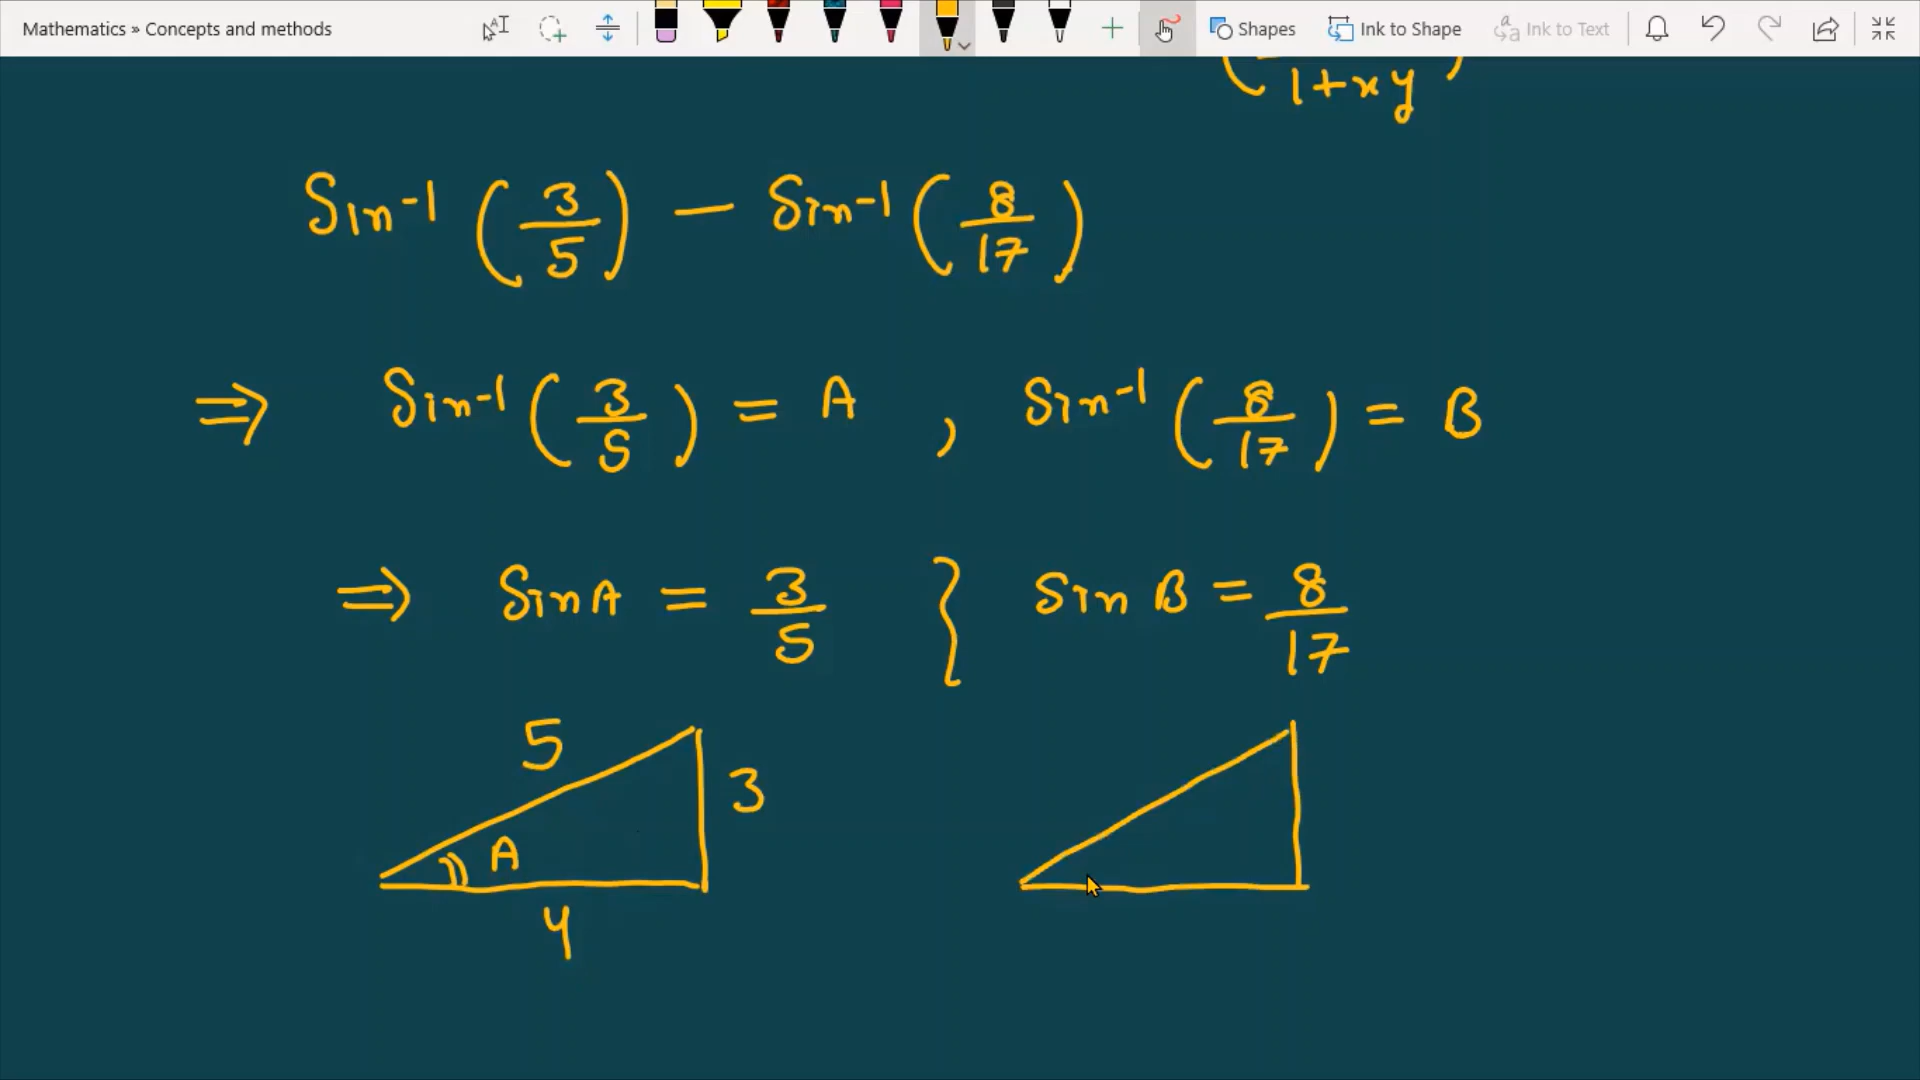 Mathematics » Concepts and methods
Shapes
Ink to Shape
Ink to Text
1+xy
Sin⁻¹(3/5) — Sin⁻¹(8/17)
⇒ Sin⁻¹(3/5) = A , Sin⁻¹(8/17) = B
⇒ SinA = 3/5 } Sin B = 8/17
5
3
A
4